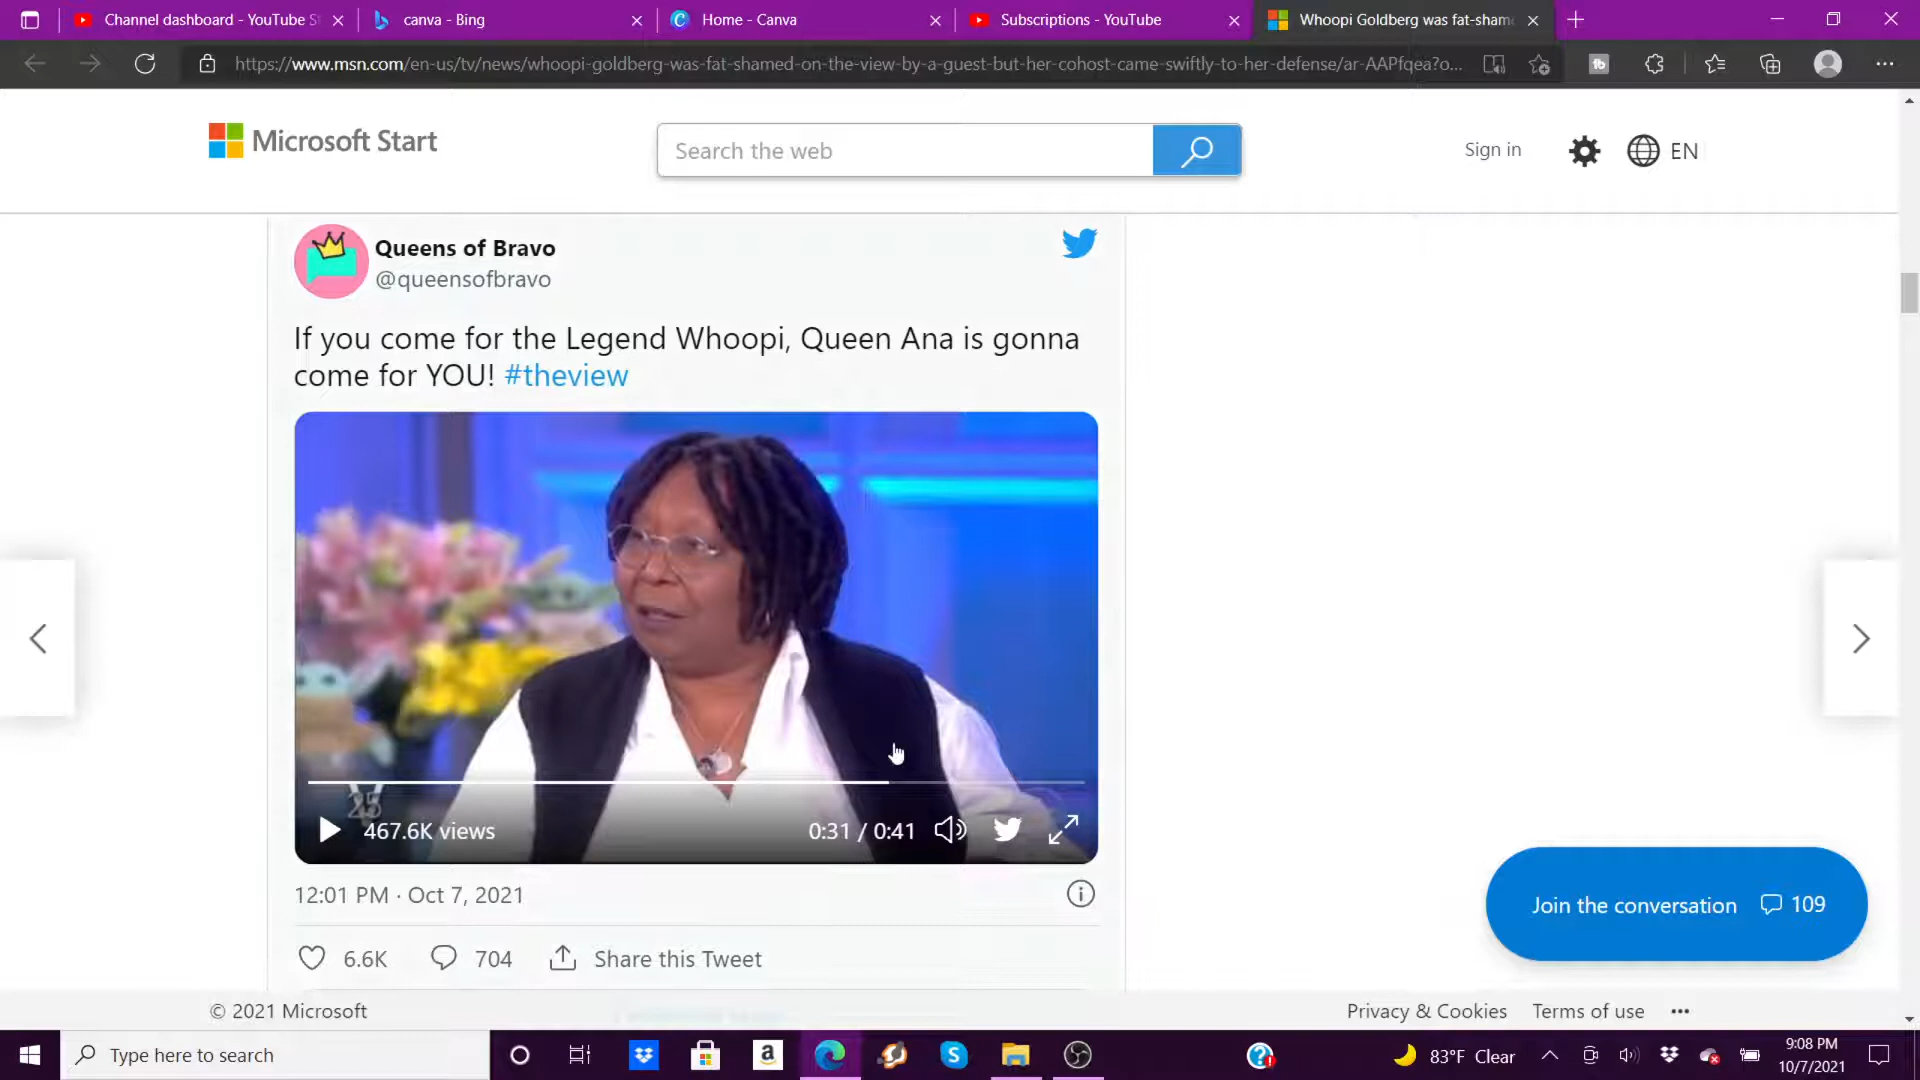 Channel dashboard - YouTube S
canva - Bing
Home - Canva
Subscriptions - YouTube
Whoopi Goldberg was fat-sham
https://www.msn.com/en-us/tv/news/whoopi-goldberg-was-fat-shamed-on-the-view-by-a-guest-but-her-cohost-came-swiftly-to-her-defense/ar-AAPfqea?o...
Microsoft Start
Search the web
Sign in
EN
Queens of Bravo
@queensofbravo
If you come for the Legend Whoopi, Queen Ana is gonna
come for YOU! #theview
25
467.6K views
0:31 / 0:41
12:01 PM · Oct 7, 2021
6.6K
704
Share this Tweet
Join the conversation
109
© 2021 Microsoft
Privacy & Cookies
Terms of use
Type here to search
83°F Clear
9:08 PM
10/7/2021